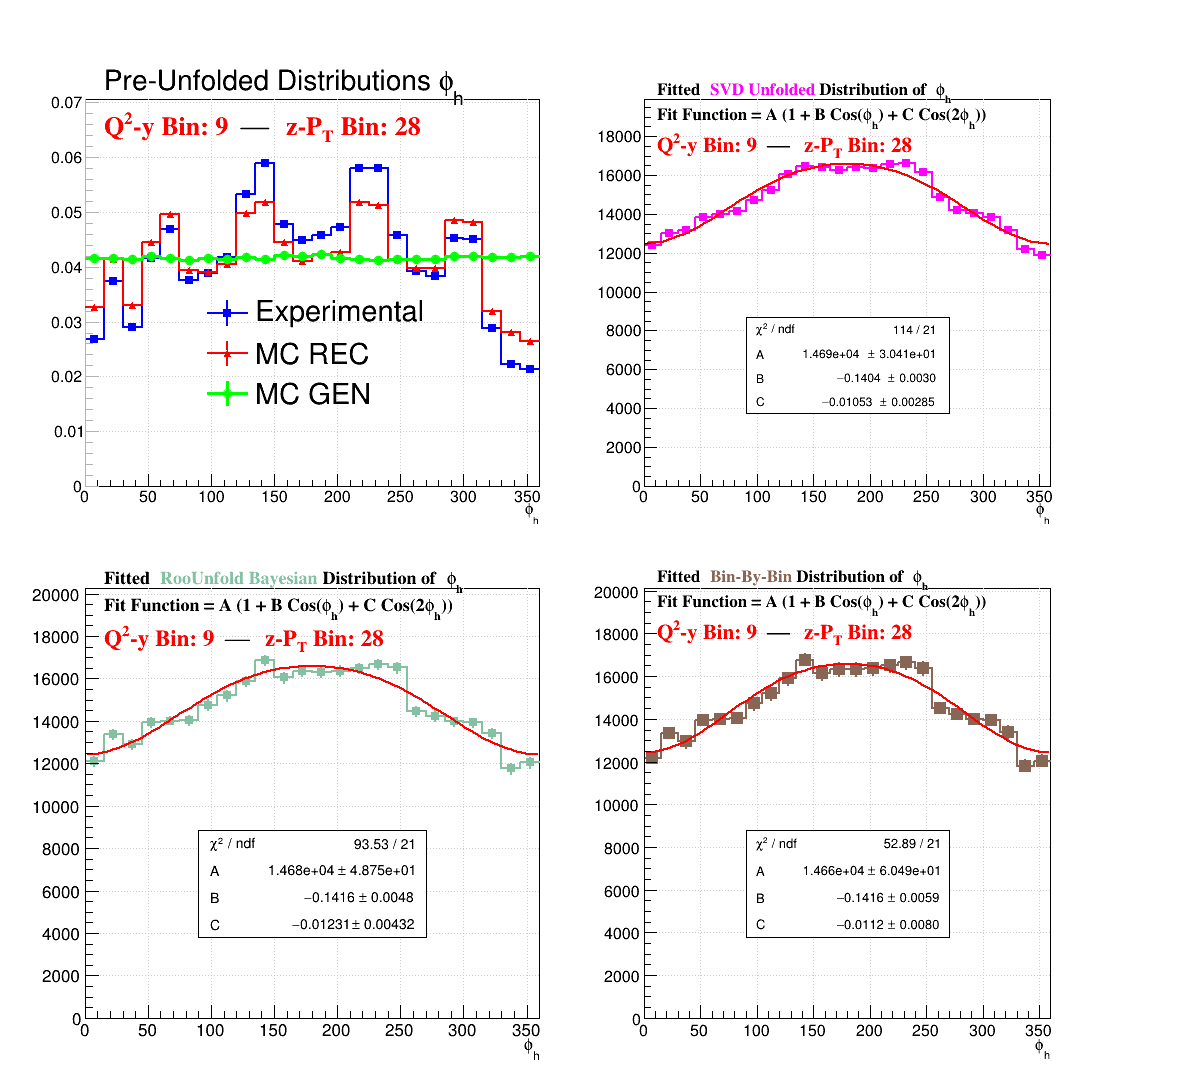 Pre-Unfolded Distributions ϕh
Q²-y Bin: 9 — z-PT Bin: 28
0.07
0.06
0.05
0.04
0.03
0.02
0.01
0
Experimental
MC REC
MC GEN
0 50 100 150 200 250 300 350
ϕh
Fitted SVD Unfolded Distribution of ϕh
Fit Function = A (1 + B Cos(ϕh) + C Cos(2ϕh))
Q²-y Bin: 9 — z-PT Bin: 28
18000
16000
14000
12000
10000
8000
6000
4000
2000
0
χ² / ndf 114 / 21
A 1.469e+04 ± 3.041e+01
B −0.1404 ± 0.0030
C −0.01053 ± 0.00285
0 50 100 150 200 250 300 350
ϕh
Fitted RooUnfold Bayesian Distribution of ϕh
Fit Function = A (1 + B Cos(ϕh) + C Cos(2ϕh))
Q²-y Bin: 9 — z-PT Bin: 28
20000
18000
16000
14000
12000
10000
8000
6000
4000
2000
0
χ² / ndf 93.53 / 21
A 1.468e+04 ± 4.875e+01
B −0.1416 ± 0.0048
C −0.01231 ± 0.00432
0 50 100 150 200 250 300 350
ϕh
Fitted Bin-By-Bin Distribution of ϕh
Fit Function = A (1 + B Cos(ϕh) + C Cos(2ϕh))
Q²-y Bin: 9 — z-PT Bin: 28
20000
18000
16000
14000
12000
10000
8000
6000
4000
2000
0
χ² / ndf 52.89 / 21
A 1.466e+04 ± 6.049e+01
B −0.1416 ± 0.0059
C −0.0112 ± 0.0080
0 50 100 150 200 250 300 350
ϕh